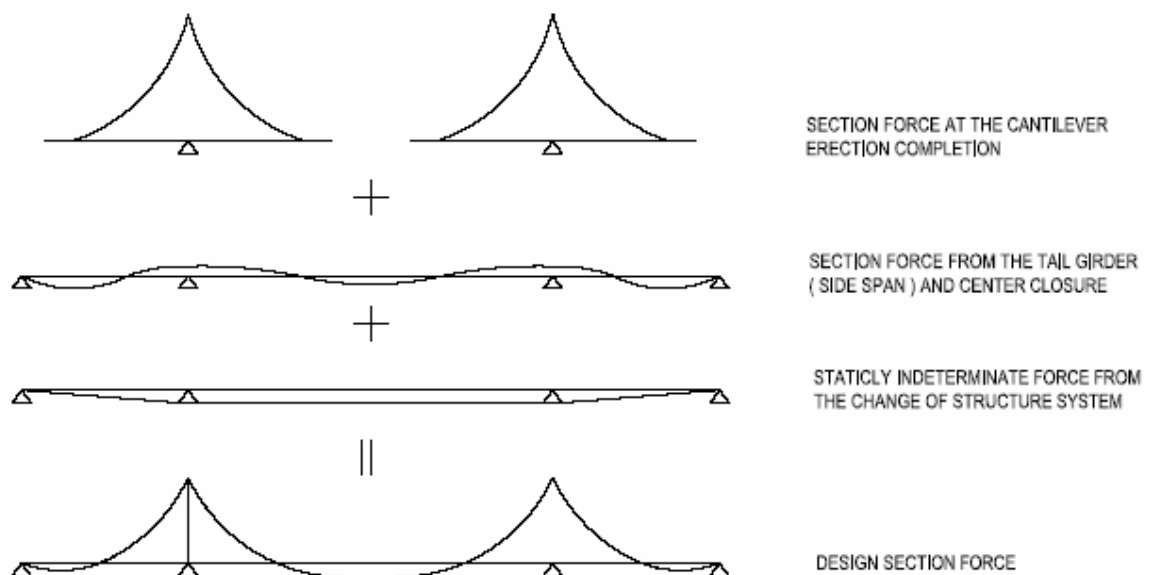 SECTION FORCE AT THE CANTILEVER
ERECTION COMPLETION
SECTION FORCE FROM THE TAIL GIRDER
( SIDE SPAN ) AND CENTER CLOSURE
STATICLY INDETERMINATE FORCE FROM
THE CHANGE OF STRUCTURE SYSTEM
DESIGN SECTION FORCE